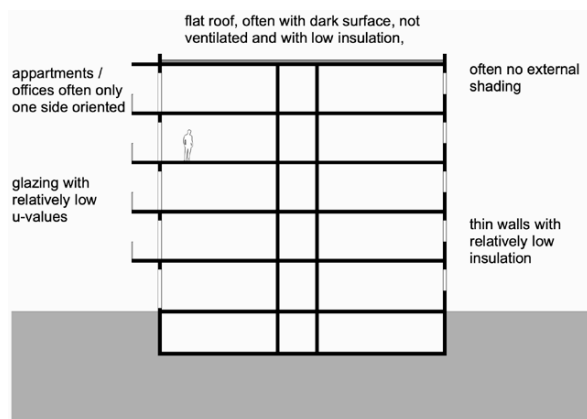 flat roof, often with dark surface, not
ventilated and with low insulation,
appartments /
offices often only
one side oriented
often no external
shading
glazing with
relatively low
u-values
thin walls with
relatively low
insulation